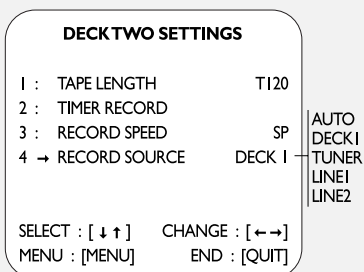 DECK TWO SETTINGS
1 : TAPE LENGTH T120
2 : TIMER RECORD
3 : RECORD SPEED SP
4 → RECORD SOURCE DECK 1
AUTO
DECK1
TUNER
LINE1
LINE2
SELECT : [↓↑] CHANGE : [←→]
MENU : [MENU] END : [QUIT]